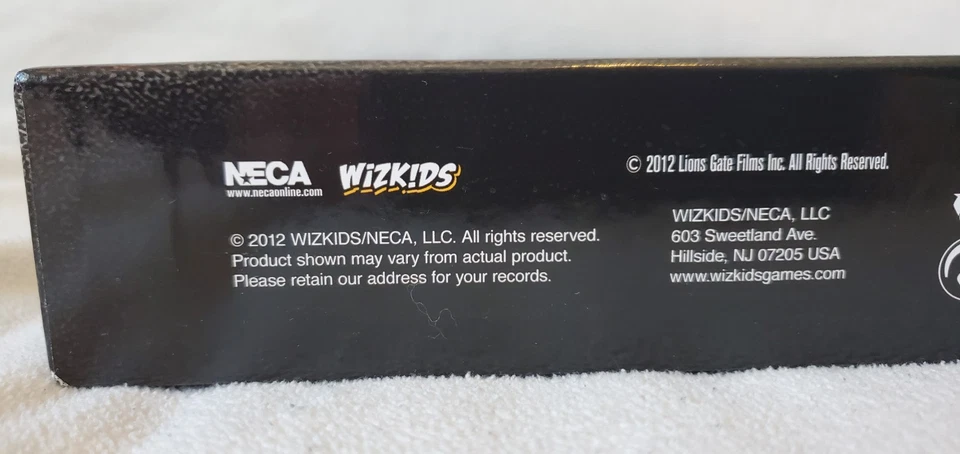 NECA
www.necaonline.com
WIZK!DS
© 2012 WIZKIDS/NECA, LLC. All rights reserved.
Product shown may vary from actual product.
Please retain our address for your records.
© 2012 Lions Gate Films Inc. All Rights Reserved.
WIZKIDS/NECA, LLC
603 Sweetland Ave.
Hillside, NJ 07205 USA
www.wizkidsgames.com